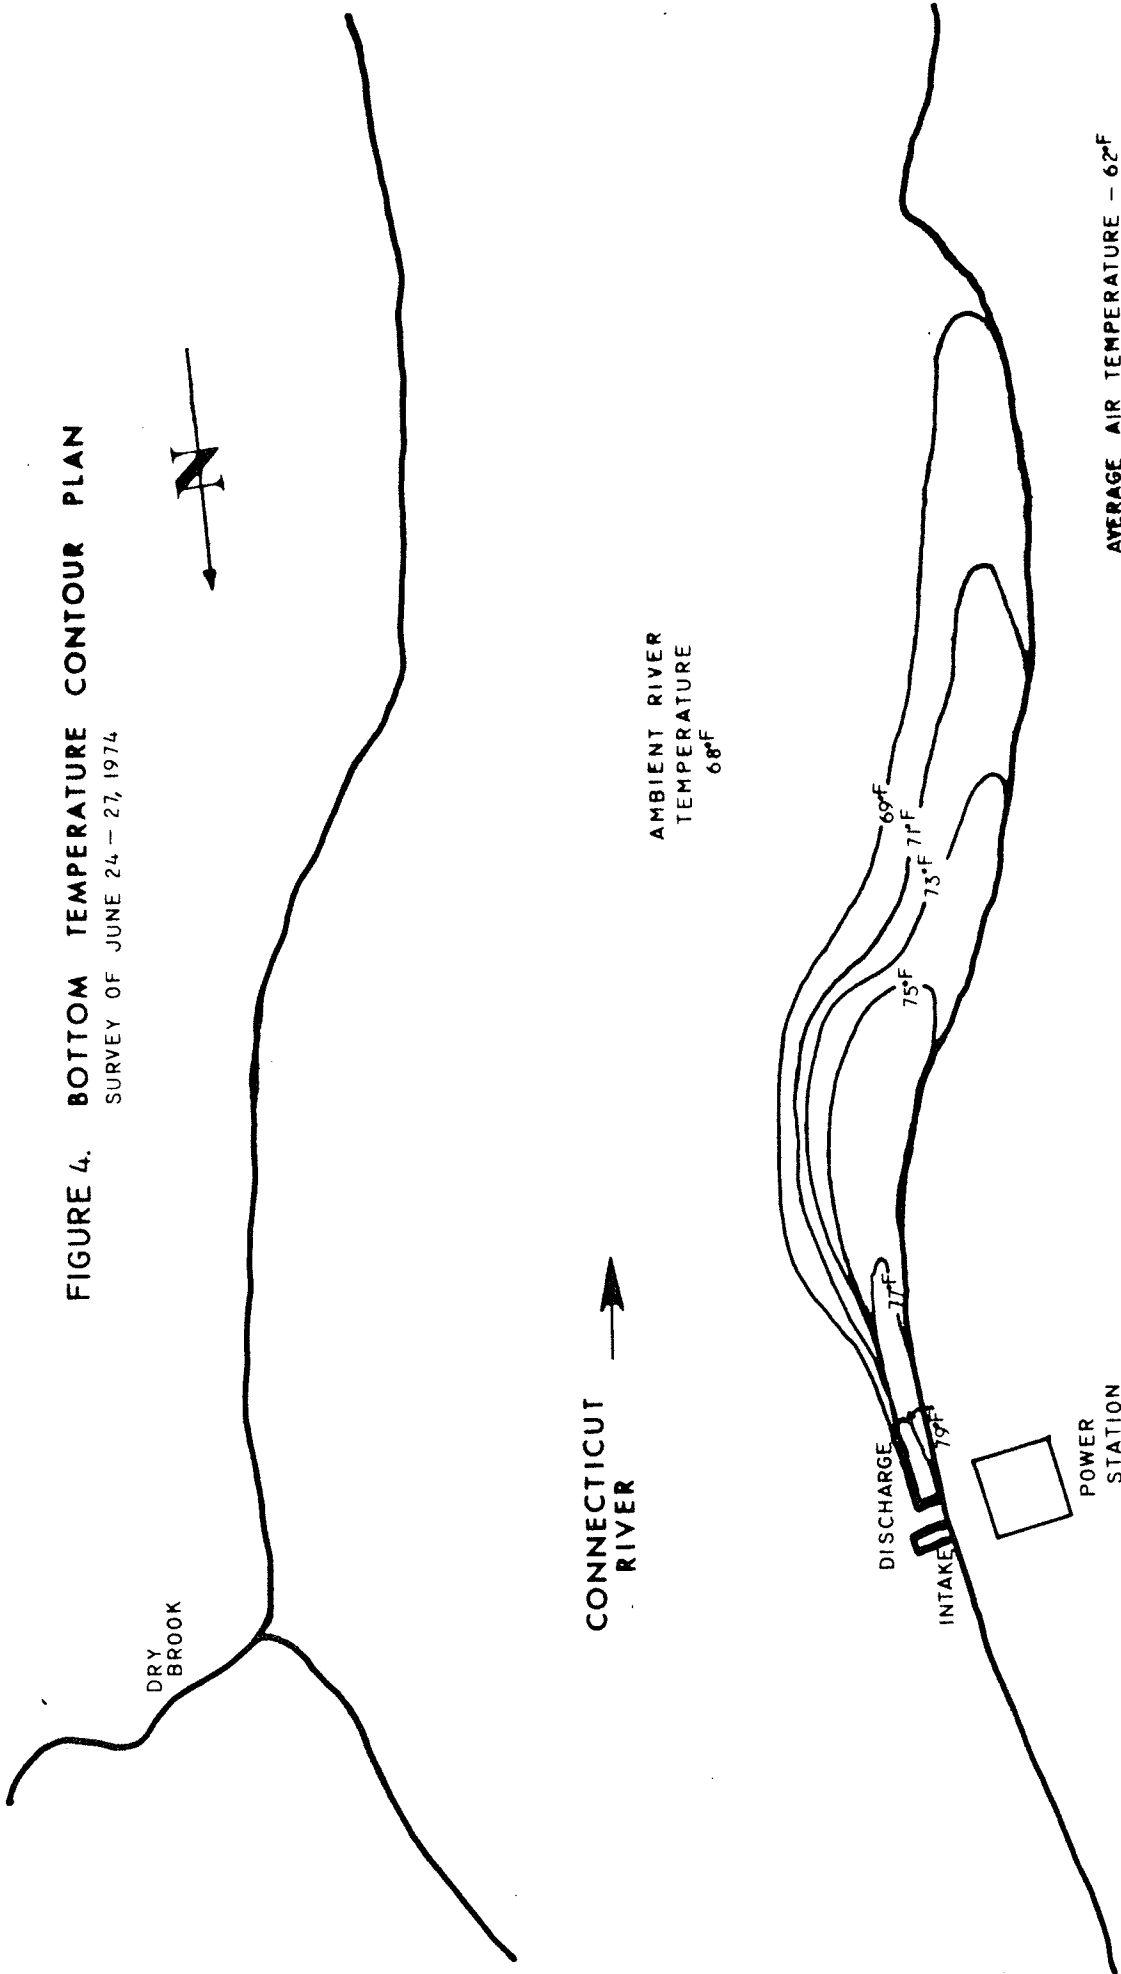 FIGURE 4. BOTTOM TEMPERATURE CONTOUR PLAN
SURVEY OF JUNE 24 – 27, 1974
N
DRY
BROOK
AMBIENT RIVER
TEMPERATURE
68°F
CONNECTICUT
RIVER
69°F
71°F
73°F
75°F
77°F
79°F
DISCHARGE
INTAKE
POWER
STATION
AVERAGE AIR TEMPERATURE – 62°F